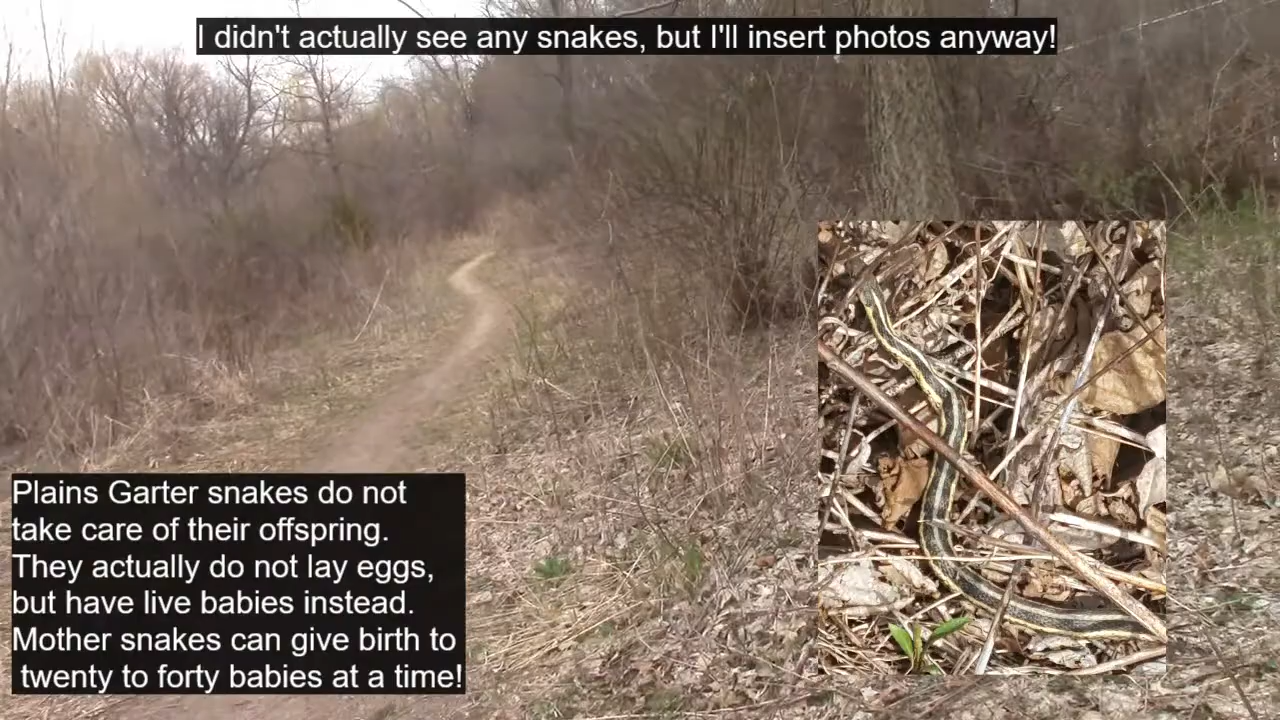 I didn't actually see any snakes, but I'll insert photos anyway!
Plains Garter snakes do not
take care of their offspring.
They actually do not lay eggs,
but have live babies instead.
Mother snakes can give birth to
twenty to forty babies at a time!